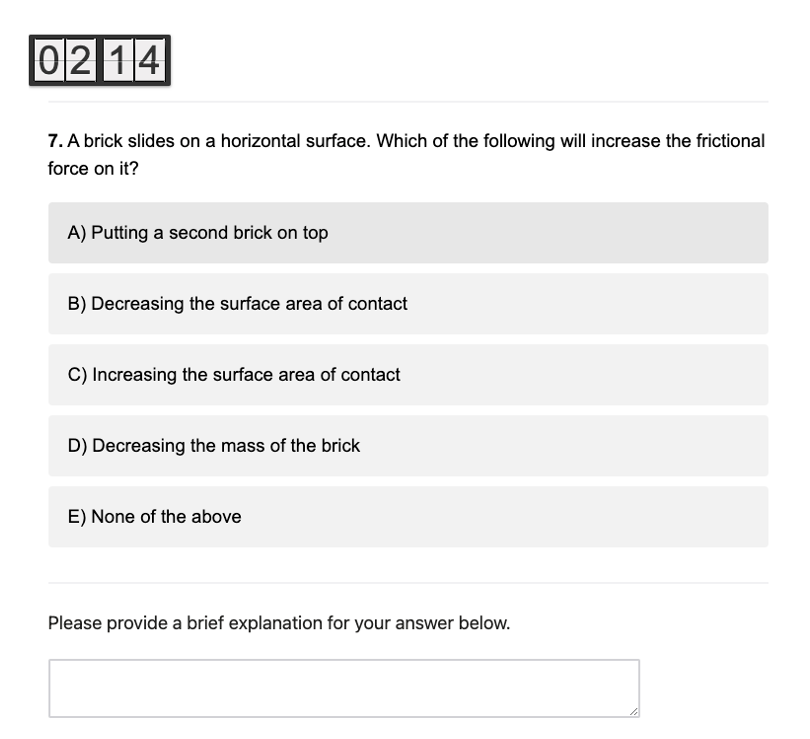 0214
7. A brick slides on a horizontal surface. Which of the following will increase the frictional
force on it?
A) Putting a second brick on top
B) Decreasing the surface area of contact
C) Increasing the surface area of contact
D) Decreasing the mass of the brick
E) None of the above
Please provide a brief explanation for your answer below.